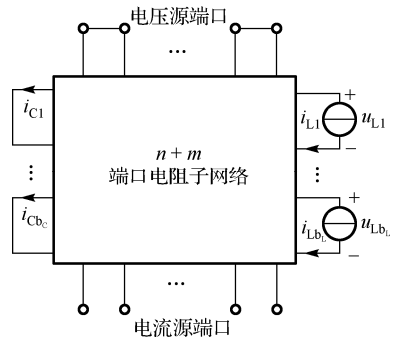 电压源端口
...
i_C1
i_L1
+
u_L1
−
n + m
端口电阻子网络
⋮
⋮
i_Cb_C
i_Lb_L
+
u_Lb_L
−
...
电流源端口